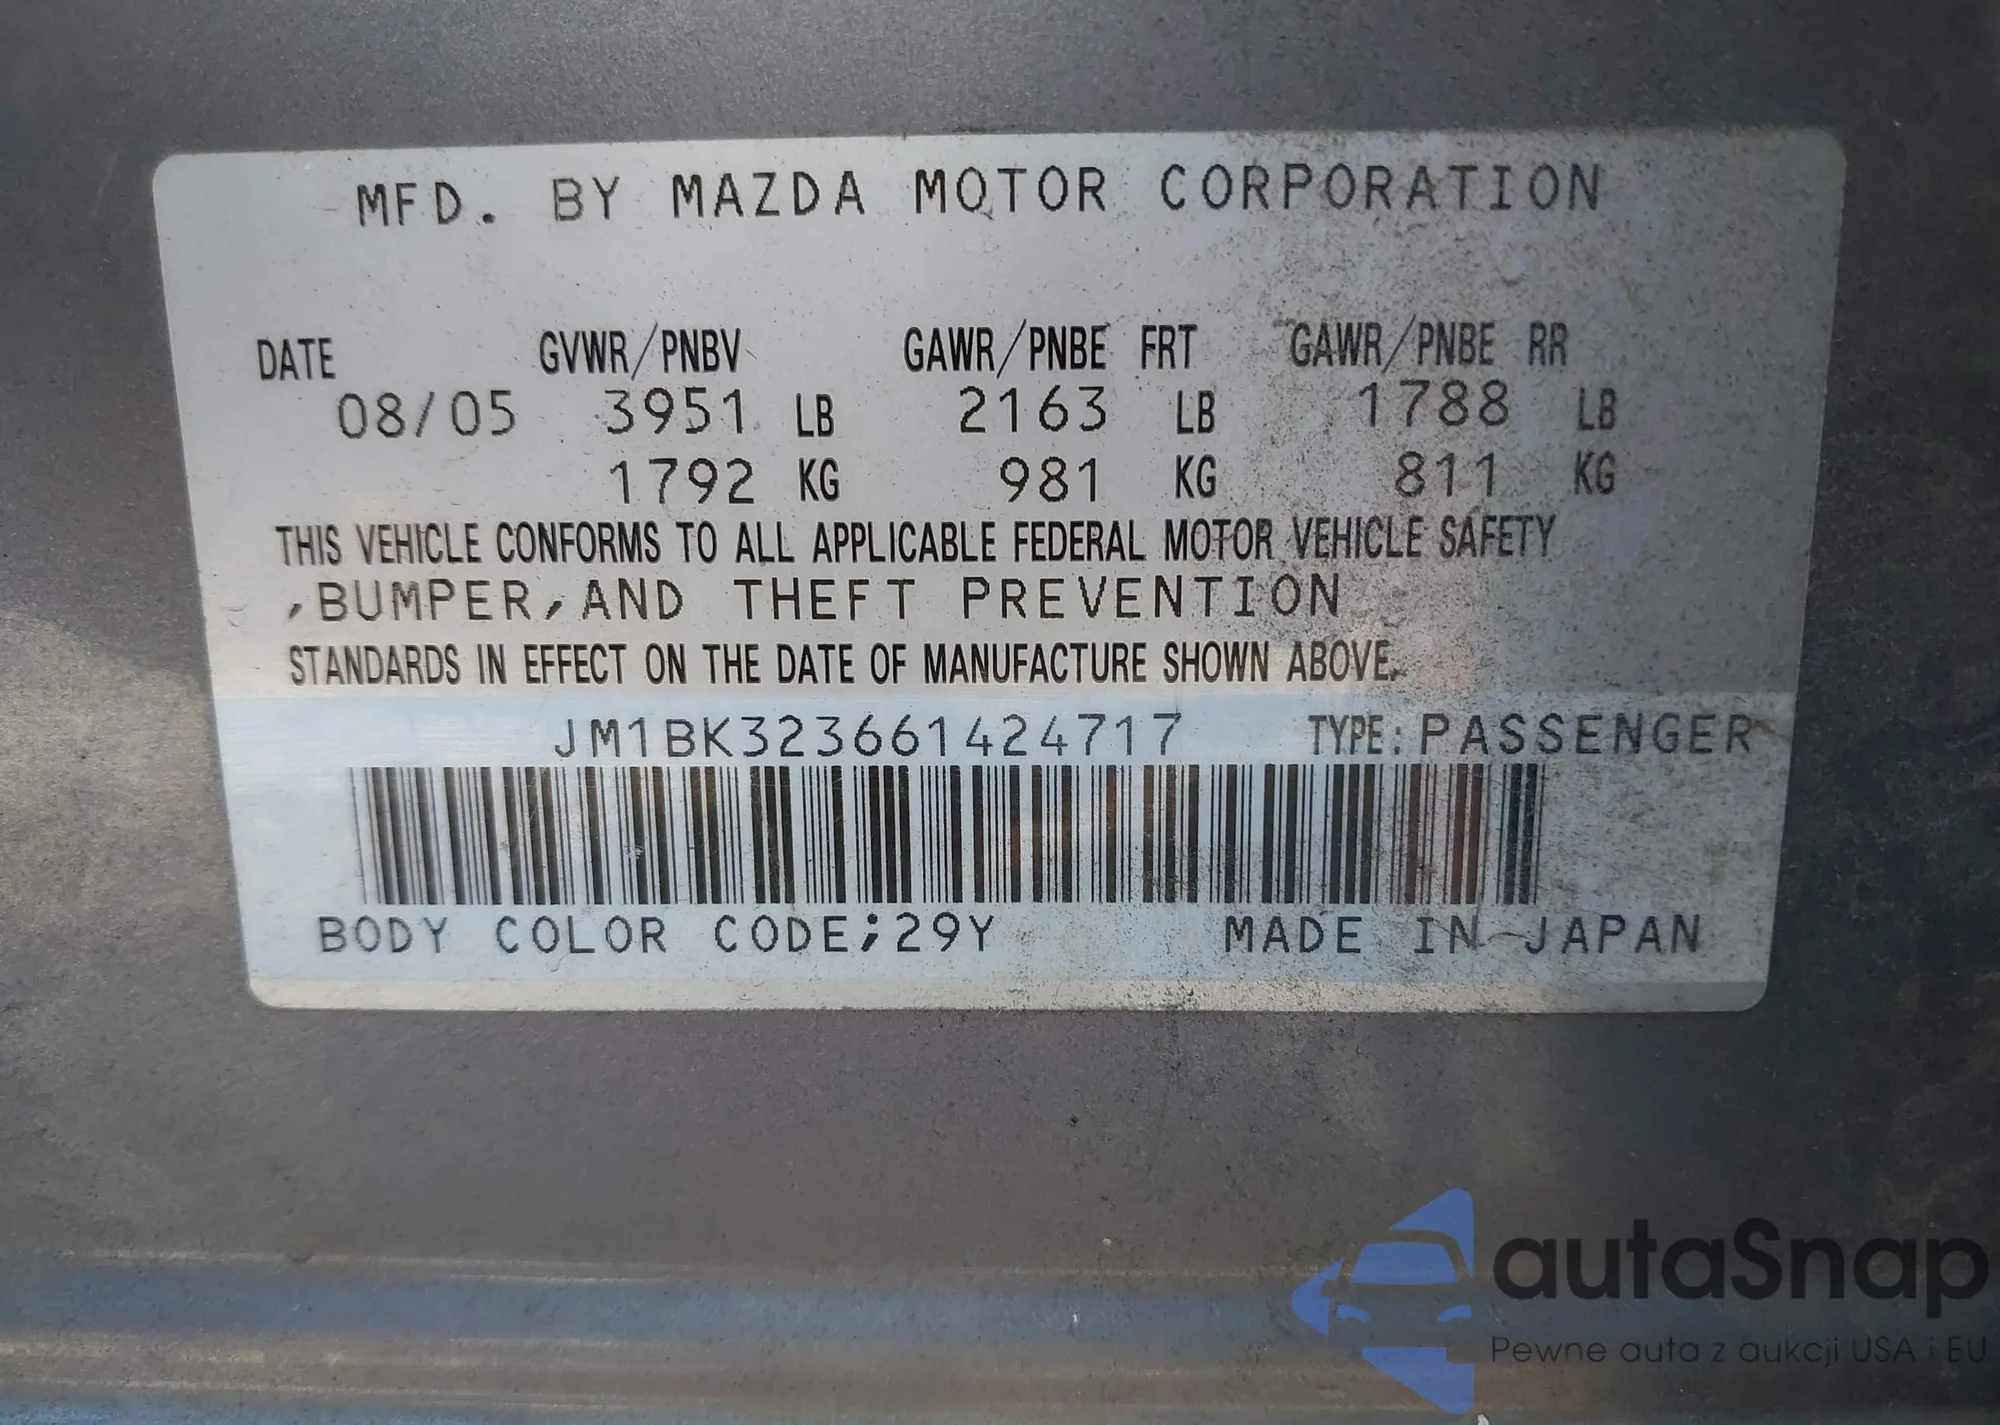 MFD. BY MAZDA MOTOR CORPORATION
DATE GVWR/PNBV GAWR/PNBE FRT GAWR/PNBE RR
08/05 3951 LB 2163 LB 1788 LB
1792 KG 981 KG 811 KG
THIS VEHICLE CONFORMS TO ALL APPLICABLE FEDERAL MOTOR VEHICLE SAFETY
,BUMPER,AND THEFT PREVENTION
STANDARDS IN EFFECT ON THE DATE OF MANUFACTURE SHOWN ABOVE.
JM1BK323661424717 TYPE:PASSENGER
BODY COLOR CODE;29Y MADE IN JAPAN
autaSnap
Pewne auta z aukcji USA i EU